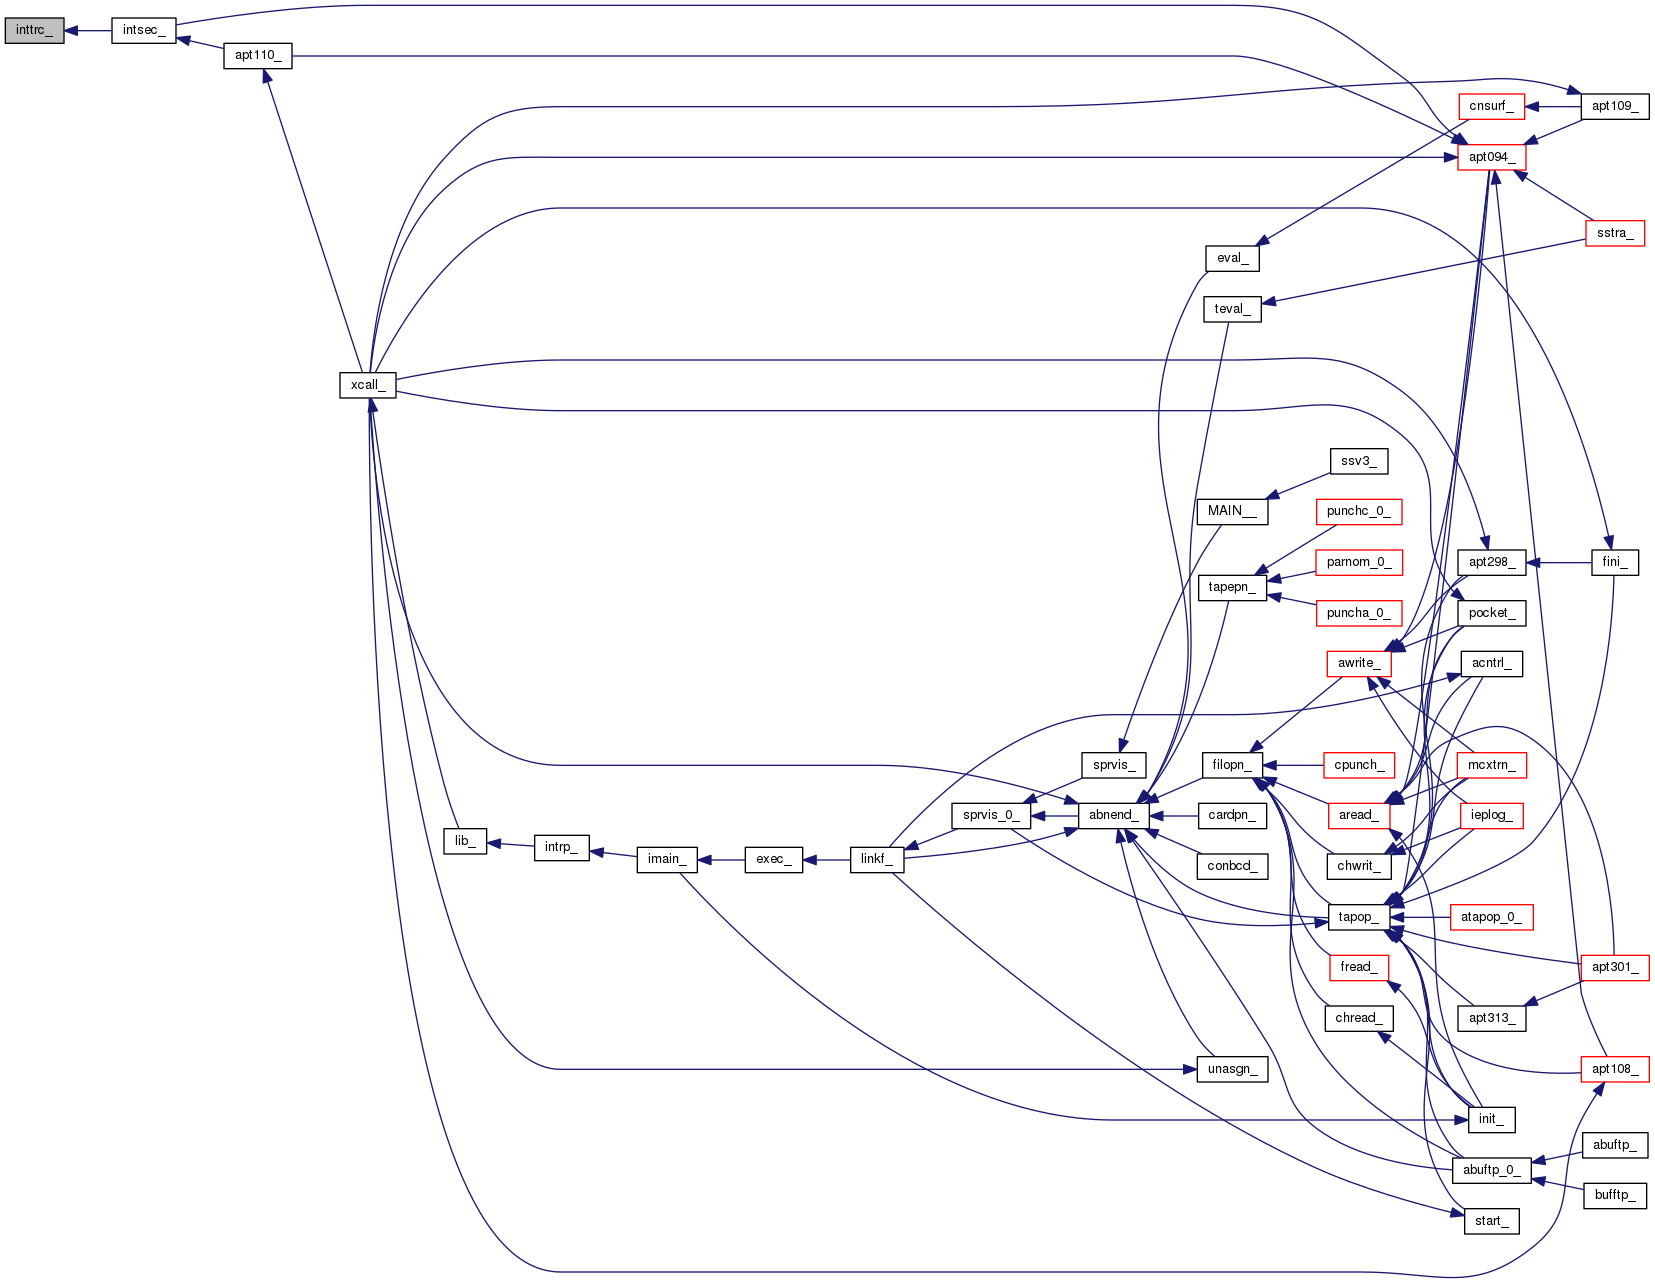 inttrc_
intsec_
apt110_
cnsurf_
apt109_
apt094_
sstra_
eval_
teval_
xcall_
ssv3_
MAIN__
punchc_0_
apt298_
fini_
parnom_0_
tapepn_
puncha_0_
pocket_
awrite_
acntrl_
sprvis_
filopn_
cpunch_
mcxtrn_
sprvis_0_
abnend_
cardpn_
aread_
ieplog_
lib_
intrp_
imain_
exec_
linkf_
conbcd_
chwrit_
tapop_
atapop_0_
fread_
apt301_
chread_
apt313_
unasgn_
apt108_
init_
abuftp_
abuftp_0_
bufftp_
start_